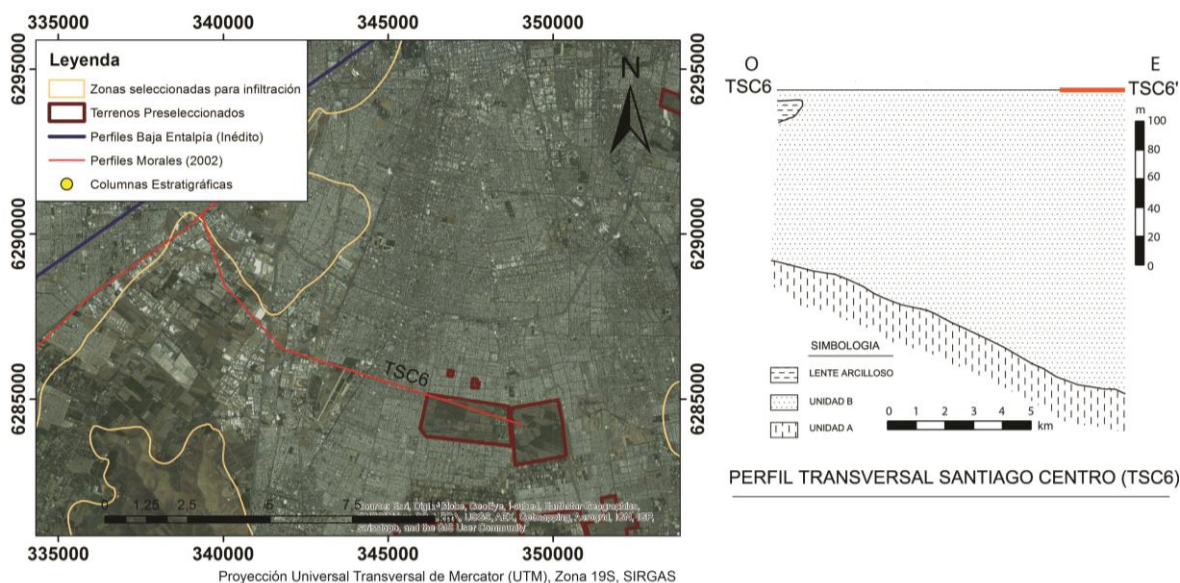 335000 340000 345000 350000
6295000
6290000
6285000
Leyenda
Zonas seleccionadas para infiltración
Terrenos Preseleccionados
Perfiles Baja Entalpía (Inédito)
Perfiles Morales (2002)
Columnas Estratigráficas
N
6295000
6290000
6285000
TSC6
0 1.25 2.5 5 7.5
335000 340000 345000 350000
Proyección Universal Transversal de Mercator (UTM), Zona 19S, SIRGAS
O E
TSC6 TSC6'
m
100
80
60
40
20
0
SIMBOLOGIA
LENTE ARCILLOSO
UNIDAD B
UNIDAD A
0 1 2 3 4 5
km
PERFIL TRANSVERSAL SANTIAGO CENTRO (TSC6)